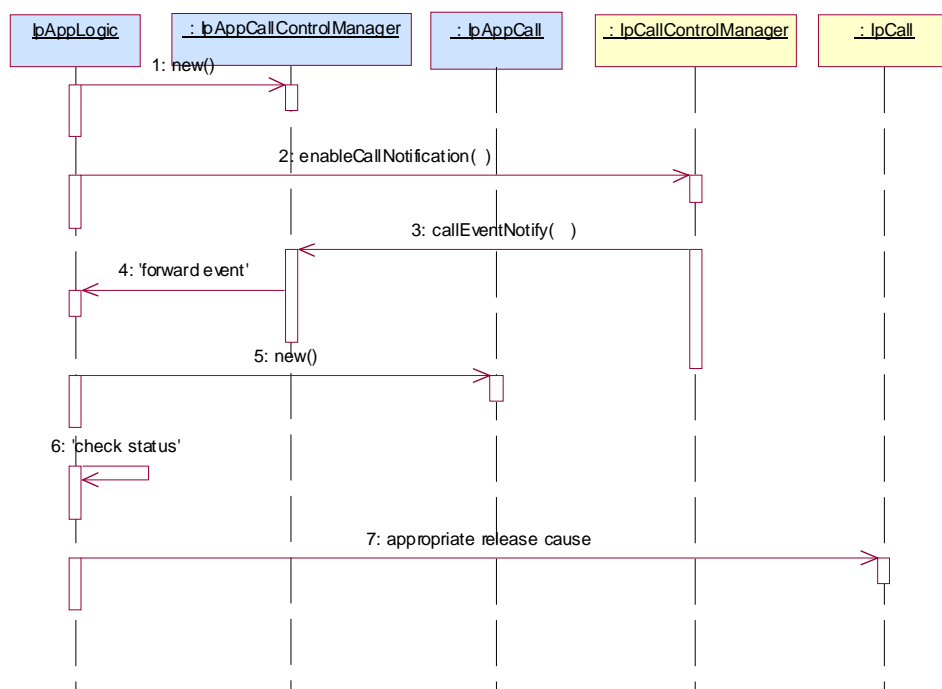 IpAppLogic
: IpAppCallControlManager
: IpAppCall
: IpCallControlManager
: IpCall
1: new()
2: enableCallNotification( )
3: callEventNotify( )
4: 'forward event'
5: new()
6: 'check status'
7: appropriate release cause